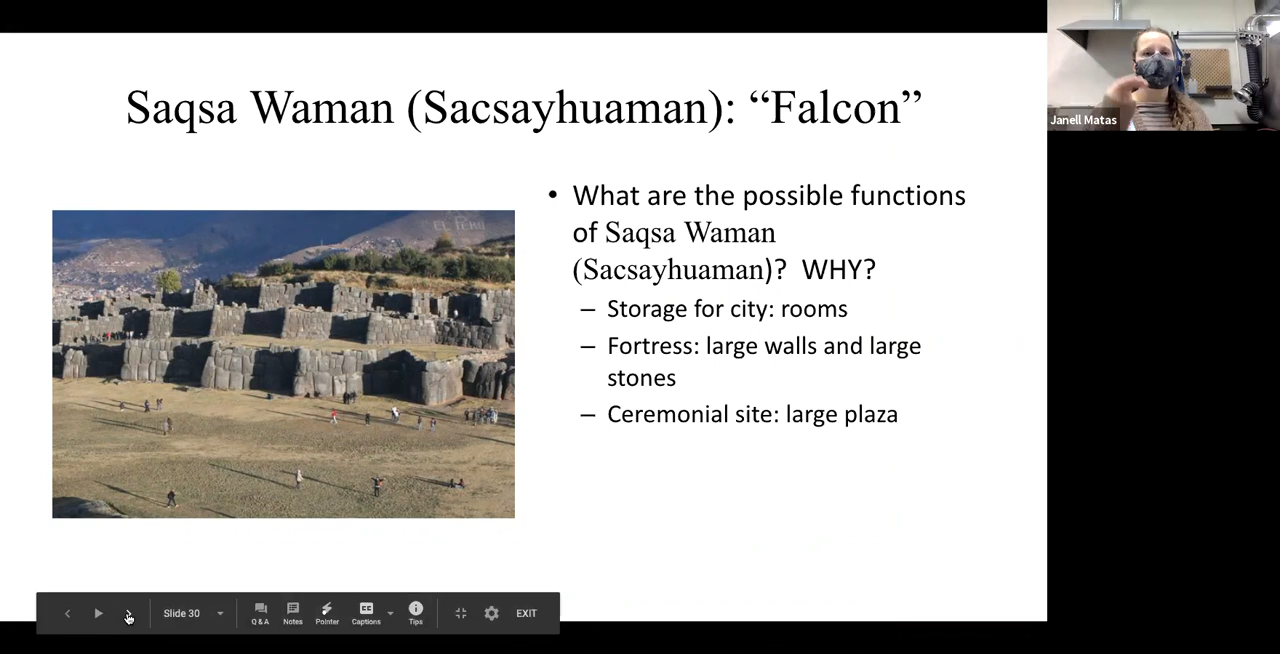 Saqsa Waman (Sacsayhuaman): “Falcon”
• What are the possible functions
of Saqsa Waman
(Sacsayhuaman)?  WHY?
– Storage for city: rooms
– Fortress: large walls and large
stones
– Ceremonial site: large plaza
Janell Matas
Slide 30
Q & A
Notes
Pointer
CC
Captions
Tips
EXIT